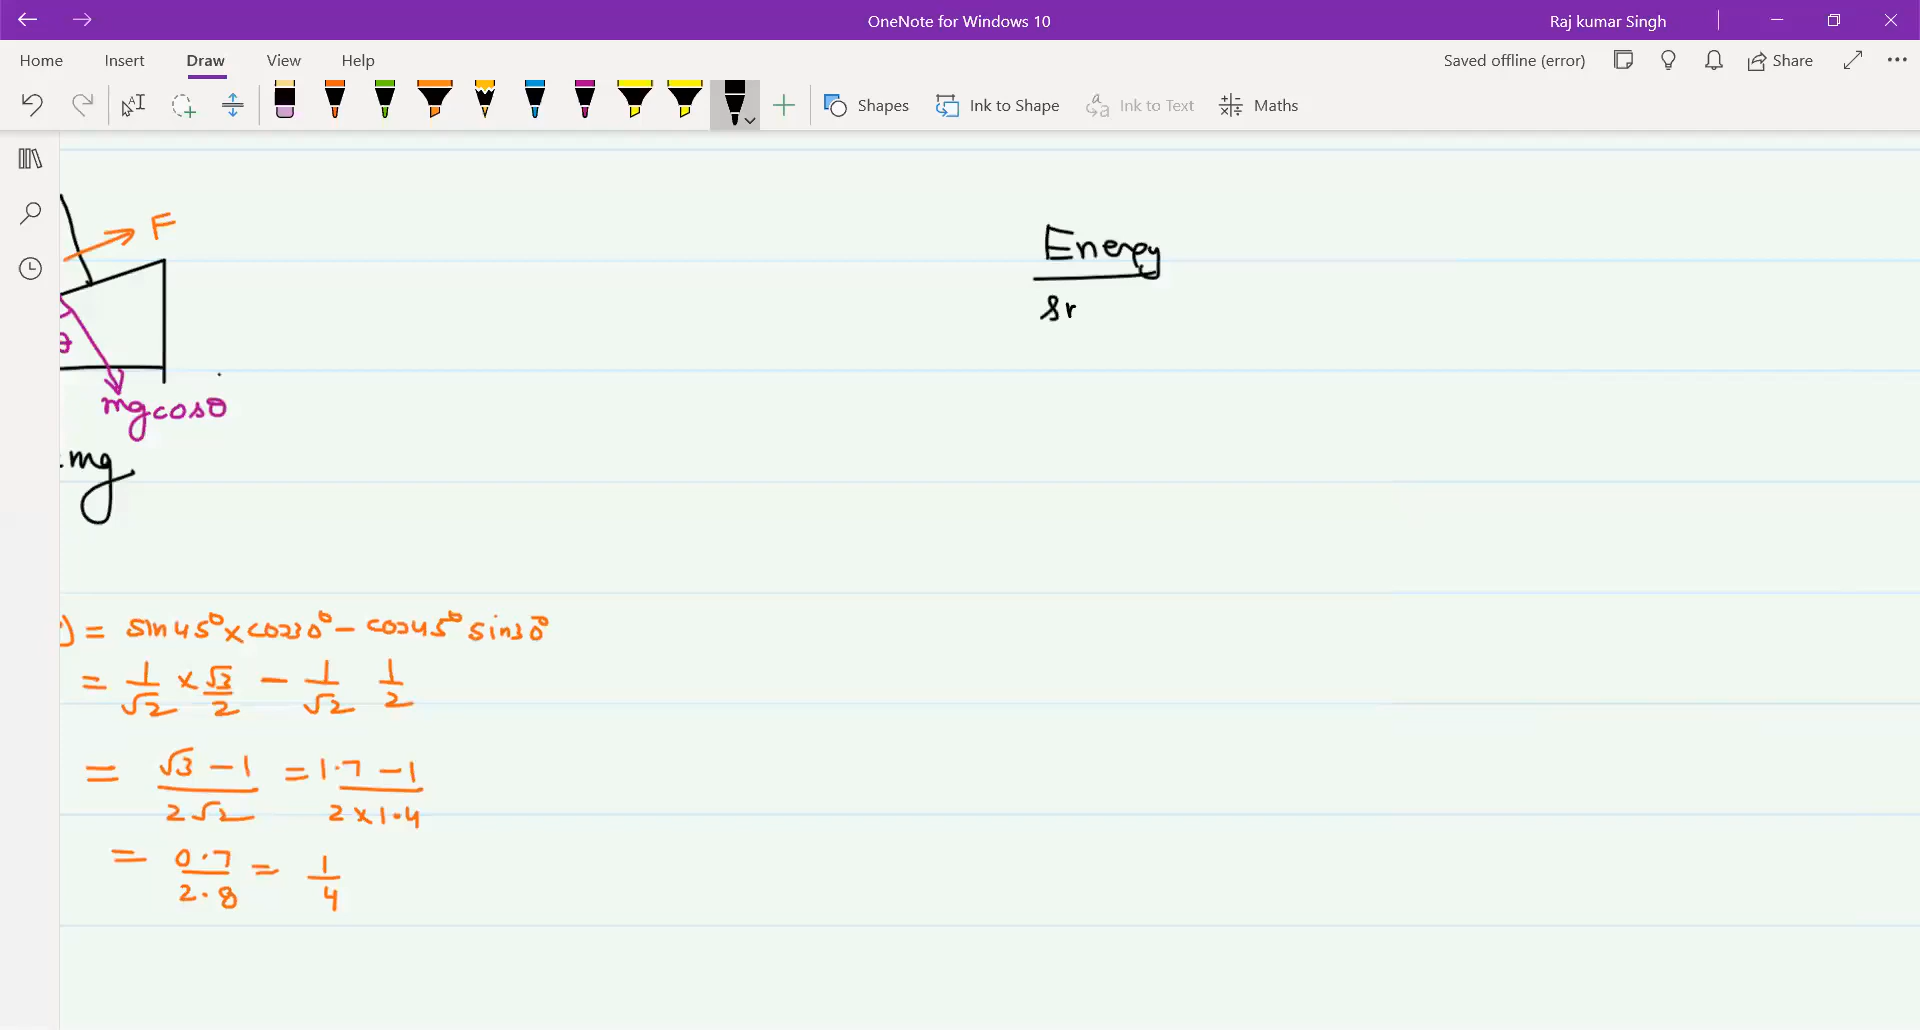 OneNote for Windows 10
Raj kumar Singh
Home Insert Draw View Help
Saved offline (error) Share
Shapes Ink to Shape Ink to Text Maths
F
mg cosθ
mg
Energy
) = sin45° × cos30° − cos45° sin30°
= 1/√2 × √3/2 − 1/√2 1/2
= √3 − 1 / 2√2 = 1.7 − 1 / 2×1.4
= 0.7/2.8 = 1/4